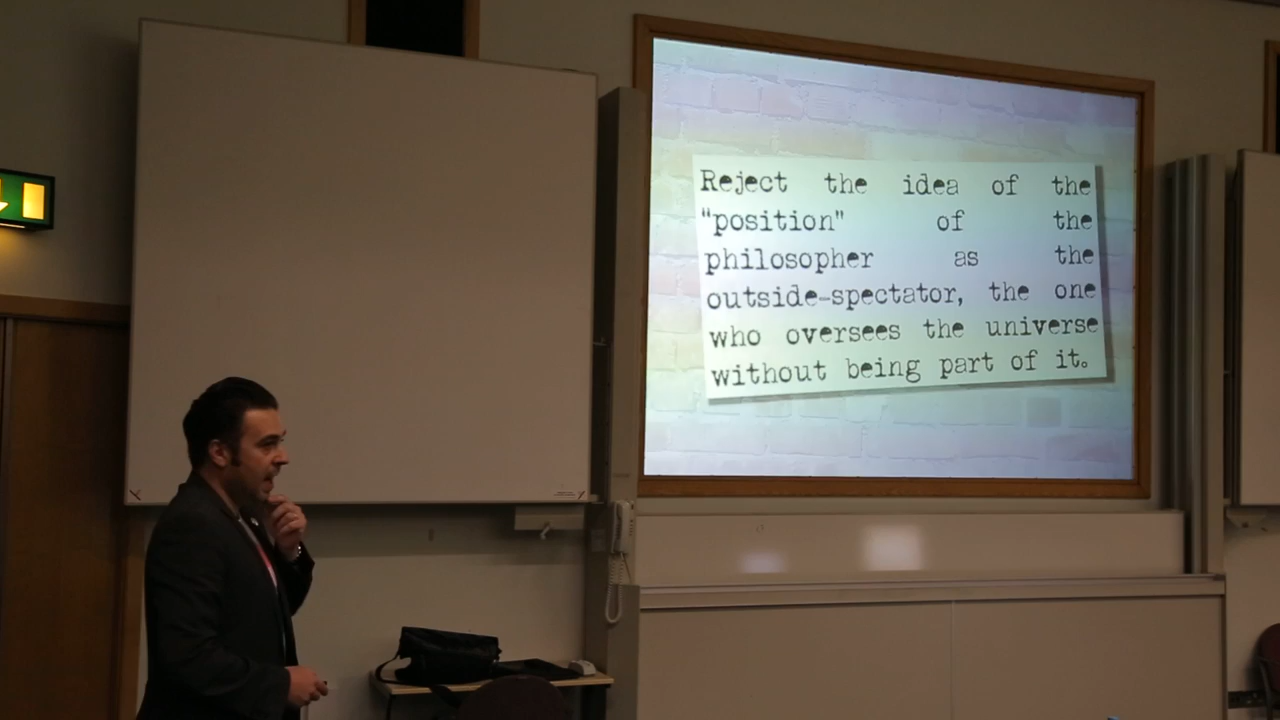 Reject the idea of the
"position" of the
philosopher as the
outside-spectator, the one
who oversees the universe
without being part of it.